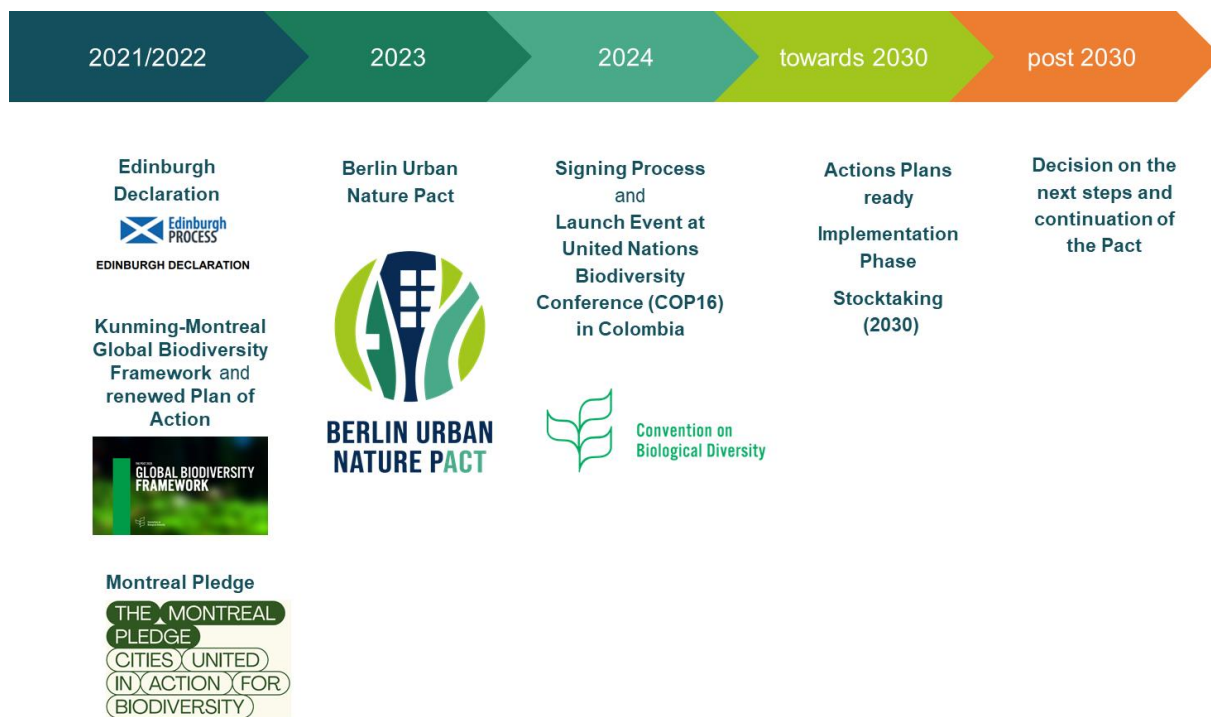 2021/2022
2023
2024
towards 2030
post 2030
Edinburgh
Declaration
Edinburgh
PROCESS
EDINBURGH DECLARATION
Kunming-Montreal
Global Biodiversity
Framework and
renewed Plan of
Action
GLOBAL BIODIVERSITY
FRAMEWORK
Montreal Pledge
THE MONTREAL
PLEDGE
CITIES UNITED
IN ACTION FOR
BIODIVERSITY
Berlin Urban
Nature Pact
BERLIN URBAN
NATURE PACT
Signing Process
and
Launch Event at
United Nations
Biodiversity
Conference (COP16)
in Colombia
Convention on
Biological Diversity
Actions Plans
ready
Implementation
Phase
Stocktaking
(2030)
Decision on the
next steps and
continuation of
the Pact